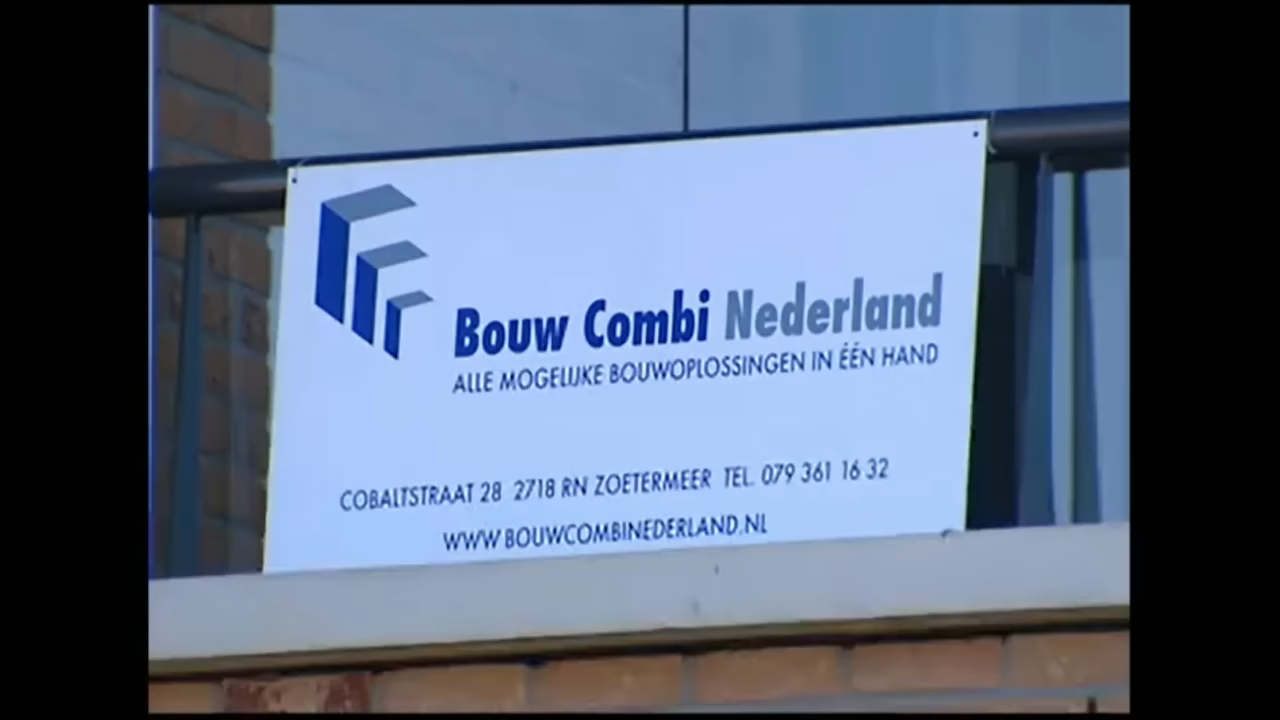 Bouw Combi Nederland
ALLE MOGELIJKE BOUWOPLOSSINGEN IN ÉÉN HAND
COBALTSTRAAT 28 2718 RN ZOETERMEER TEL. 079 361 16 32
WWW.BOUWCOMBINEDERLAND.NL